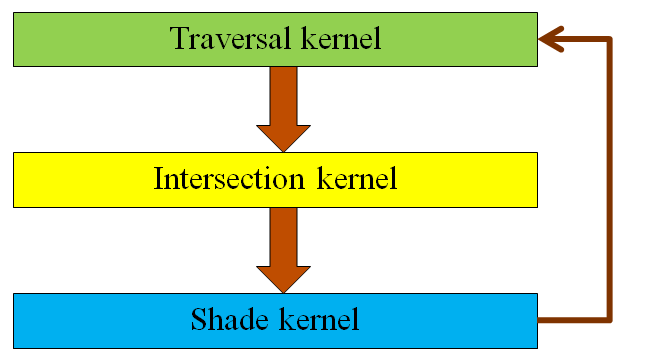 Traversal kernel
Intersection kernel
Shade kernel